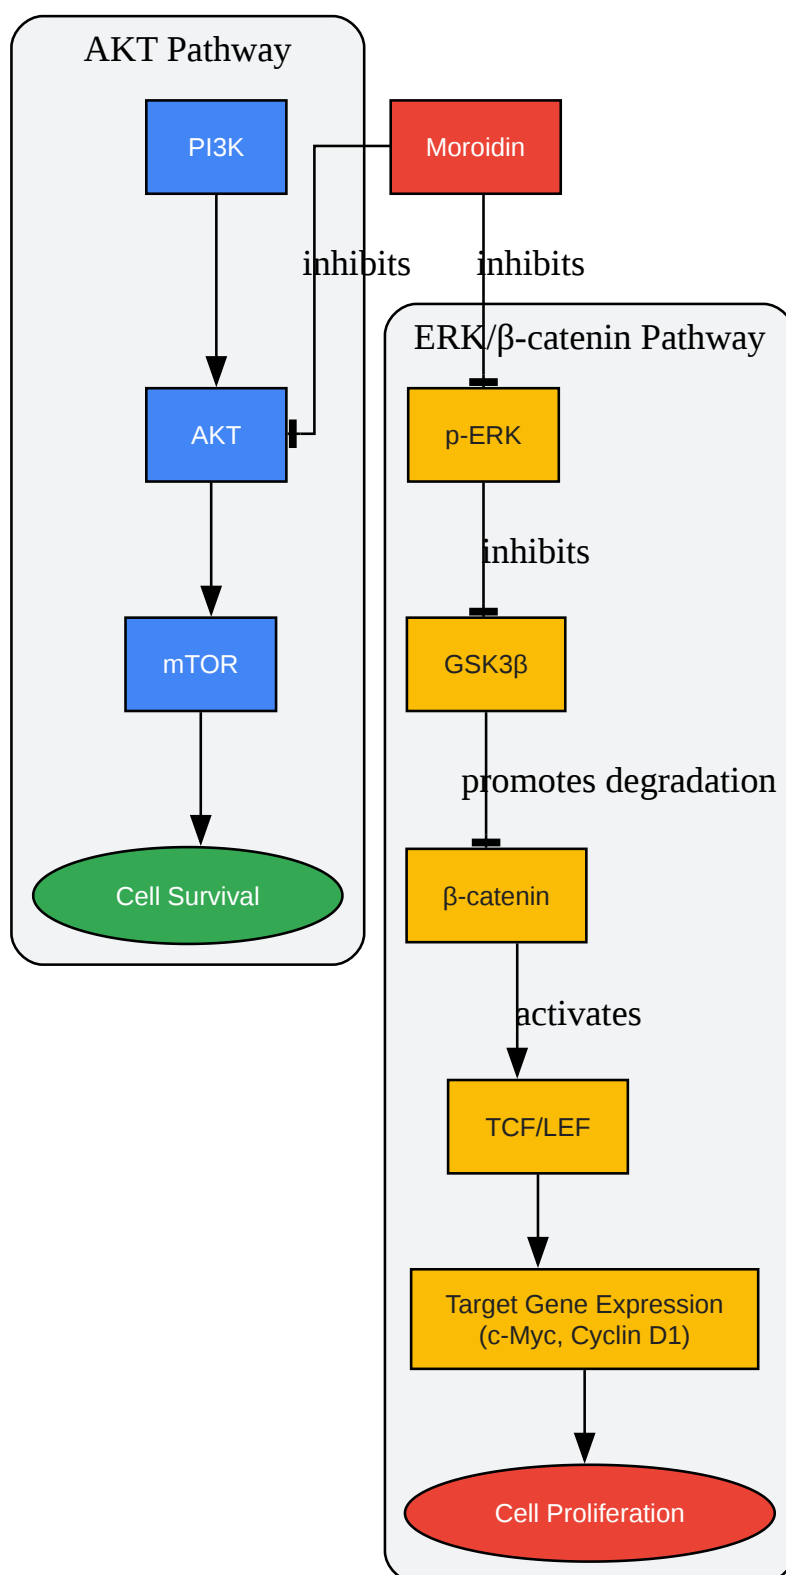 AKT Pathway
PI3K
Moroidin
inhibits
inhibits
ERK/β-catenin Pathway
AKT
p-ERK
inhibits
mTOR
GSK3β
promotes degradation
Cell Survival
β-catenin
activates
TCF/LEF
Target Gene Expression
(c-Myc, Cyclin D1)
Cell Proliferation